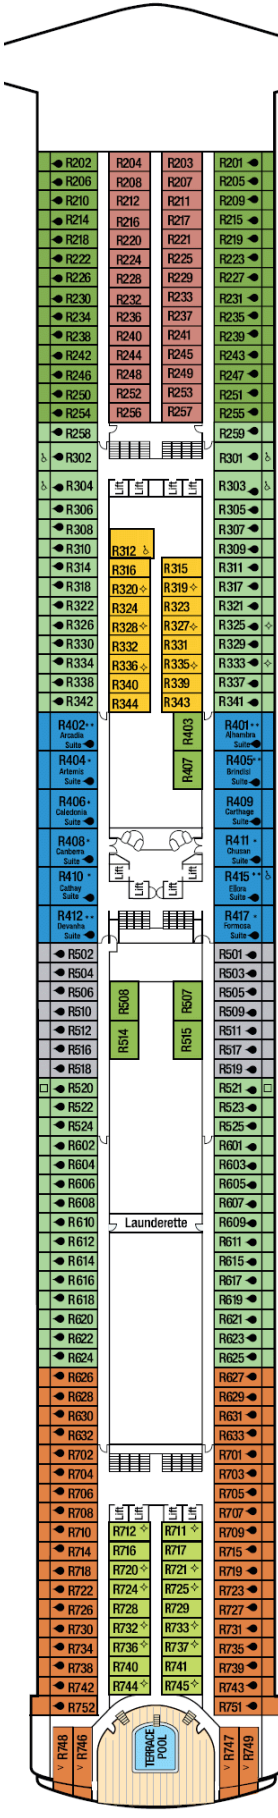 R202 R204 R203 R201
R206 R208 R207 R205
R210 R212 R211 R209
R214 R216 R217 R215
R218 R220 R221 R219
R222 R224 R225 R223
R226 R228 R229 R227
R230 R232 R233 R231
R234 R236 R237 R235
R238 R240 R241 R239
R242 R244 R245 R243
R246 R248 R249 R247
R250 R252 R253 R251
R254 R256 R257 R255
R258 R259
R302 R301
R304 Lift Lift Lift Lift R303
R306 R305
R308 R307
R310 R312 R309
R314 R316 R315 R311
R318 R320 R319 R317
R322 R324 R323 R321
R326 R328 R327 R325
R330 R332 R331 R329
R334 R336 R335 R333
R338 R340 R339 R337
R342 R344 R343 R341
R402** R403 R401**
Arcadia Alhambra
Suite Suite
R404* R407 R405**
Artemis Brindisi
Suite Suite
R406* R409
Caledonia Carthage
Suite Suite
R408* R411*
Canberra Chusan
Suite Suite
R410* Lift Lift Lift Lift R415**
Cathay Ellora
Suite Suite
R412** R417*
Devanha Formosa
Suite Suite
R502 R501
R504 R503
R506 R508 R507 R505
R510 R509
R512 R514 R515 R511
R516 R517
R518 R519
R520 R521
R522 R523
R524 R525
R602 R601
R604 R603
R606 R605
R608 R607
R610 Launderette R609
R612 R611
R614 R615
R616 R617
R618 R619
R620 R621
R622 R623
R624 R625
R626 R627
R628 R629
R630 R631
R632 R633
R702 R701
R704 R703
R706 R705
R708 Lift Lift Lift Lift R707
R710 R712 R711 R709
R714 R716 R717 R715
R718 R720 R721 R719
R722 R724 R725 R723
R726 R728 R729 R727
R730 R732 R733 R731
R734 R736 R737 R735
R738 R740 R741 R739
R742 R744 R745 R743
R752 R751
R748 R746 TERRACE POOL R747 R749